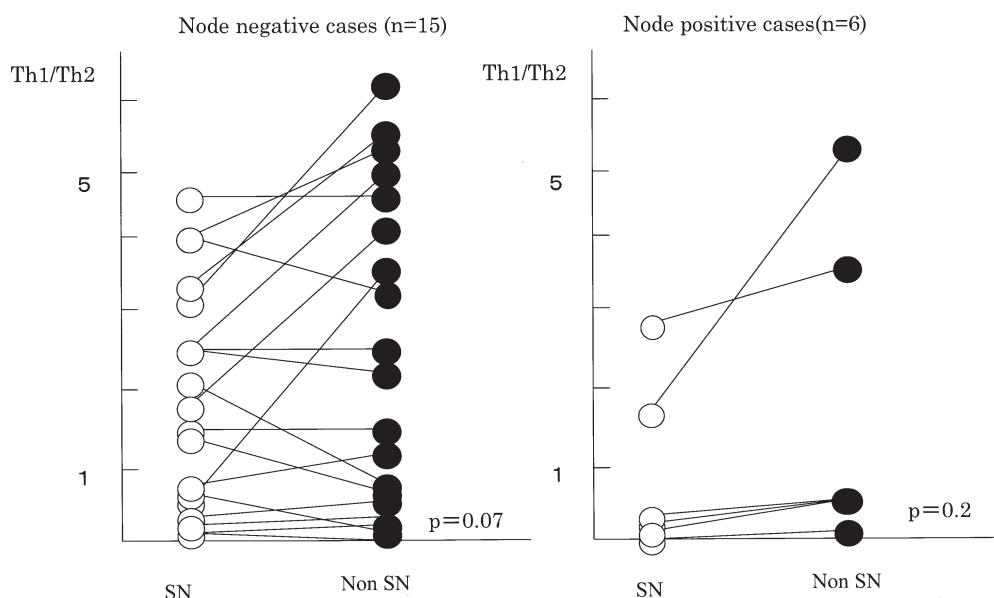 Node negative cases (n=15)
Th1/Th2
5
1
p=0.07
SN
Non SN
Node positive cases(n=6)
Th1/Th2
5
1
p=0.2
SN
Non SN